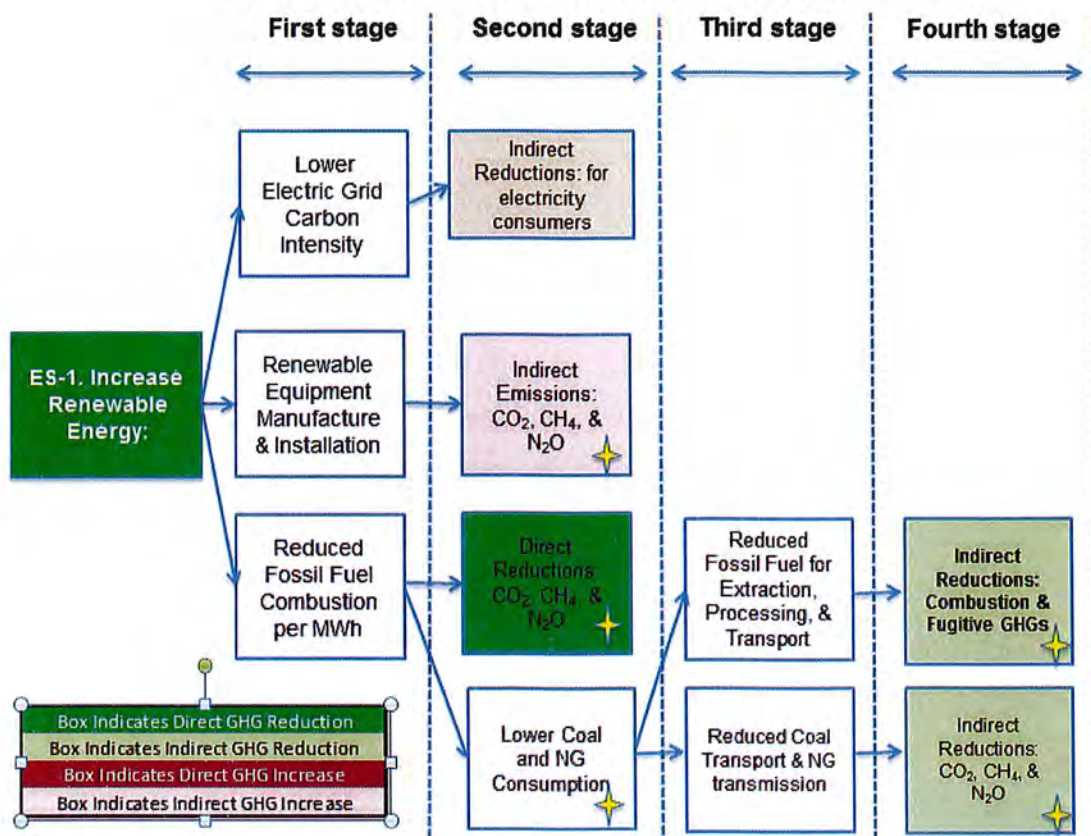 First stage
Second stage
Third stage
Fourth stage
Lower
Electric Grid
Carbon
Intensity
Indirect
Reductions: for
electricity
consumers
ES-1. Increase
Renewable
Energy:
Renewable
Equipment
Manufacture
& Installation
Indirect
Emissions:
CO₂, CH₄, &
N₂O
Reduced
Fossil Fuel
Combustion
per MWh
Direct
Reductions:
CO₂, CH₄, &
N₂O
Reduced
Fossil Fuel for
Extraction,
Processing, &
Transport
Indirect
Reductions:
Combustion &
Fugitive GHGs
Lower Coal
and NG
Consumption
Reduced Coal
Transport & NG
transmission
Indirect
Reductions:
CO₂, CH₄, &
N₂O
Box Indicates Direct GHG Reduction
Box Indicates Indirect GHG Reduction
Box Indicates Direct GHG Increase
Box Indicates Indirect GHG Increase